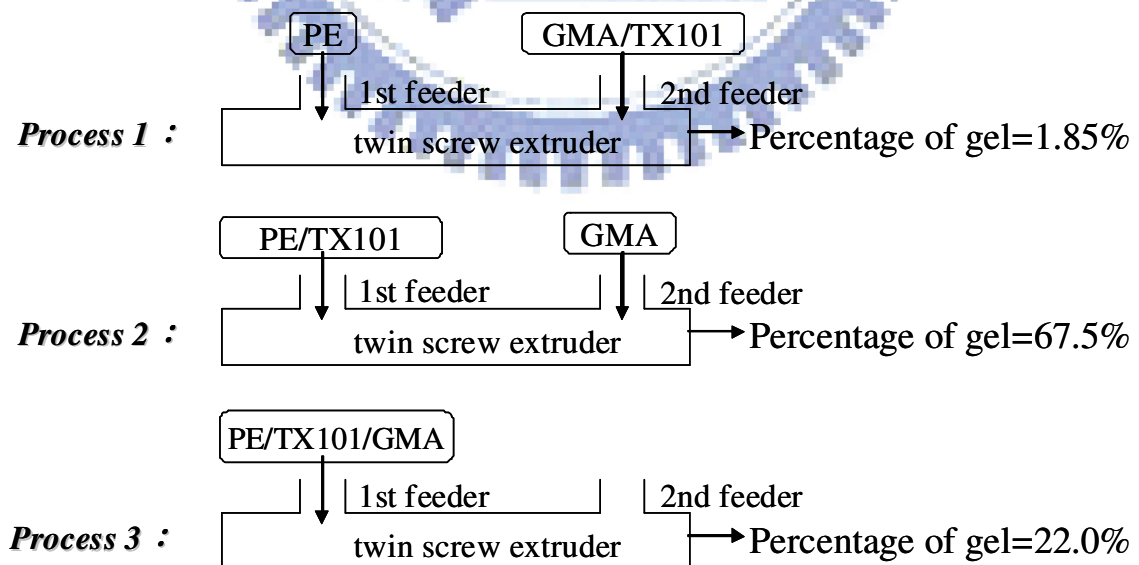 PE
GMA/TX101
1st feeder
2nd feeder
Process 1：
twin screw extruder
Percentage of gel=1.85%
PE/TX101
GMA
1st feeder
2nd feeder
Process 2：
twin screw extruder
Percentage of gel=67.5%
PE/TX101/GMA
1st feeder
2nd feeder
Process 3：
twin screw extruder
Percentage of gel=22.0%